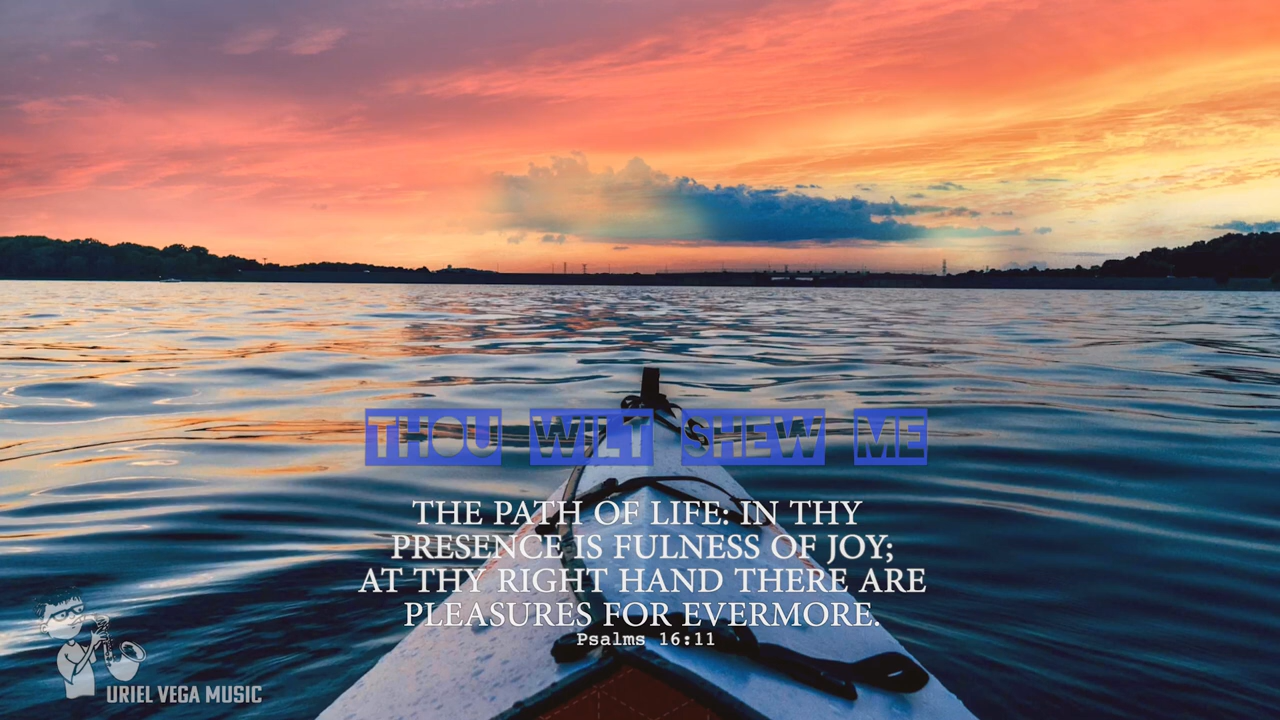 THOU WILT SHEW ME
THE PATH OF LIFE: IN THY
PRESENCE IS FULNESS OF JOY;
AT THY RIGHT HAND THERE ARE
PLEASURES FOR EVERMORE.
Psalms 16:11
URIEL VEGA MUSIC